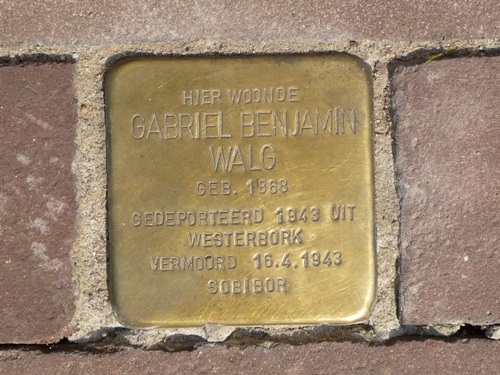 HIER WOONDE
GABRIEL BENJAMIN
WALG
GEB. 1868
GEDEPORTEERD 1943 UIT
WESTERBORK
VERMOORD 16.4.1943
SOBIBOR